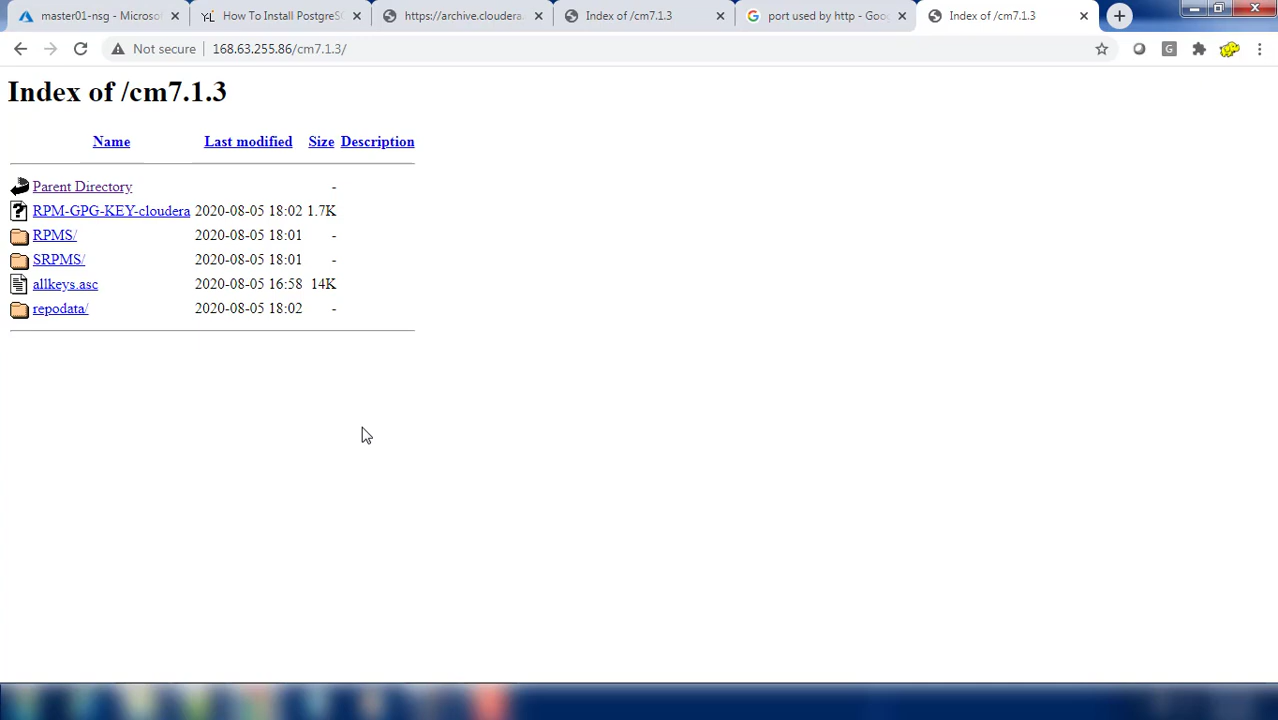 master01-nsg - Microsof
How To Install PostgreSQ
https://archive.cloudera.
Index of /cm7.1.3
port used by http - Goo
Index of /cm7.1.3
Not secure
168.63.255.86/cm7.1.3/
Index of /cm7.1.3
Name Last modified Size Description
Parent Directory -
RPM-GPG-KEY-cloudera 2020-08-05 18:02 1.7K
RPMS/ 2020-08-05 18:01 -
SRPMS/ 2020-08-05 18:01 -
allkeys.asc 2020-08-05 16:58 14K
repodata/ 2020-08-05 18:02 -